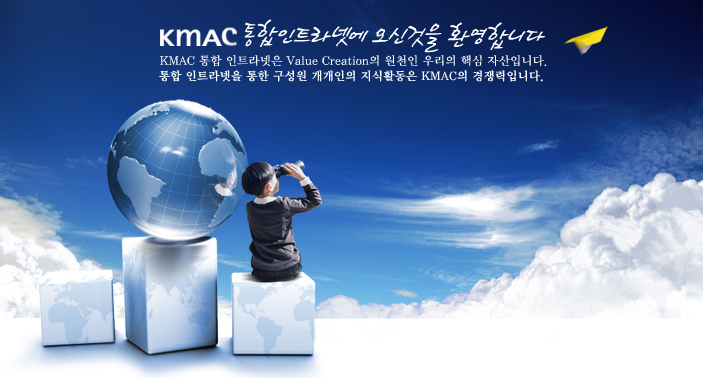 KMAC 통합인트라넷에 오신것을 환영합니다
KMAC 통합 인트라넷은 Value Creation의 원천인 우리의 핵심 자산입니다.
통합 인트라넷을 통한 구성원 개개인의 지식활동은 KMAC의 경쟁력입니다.